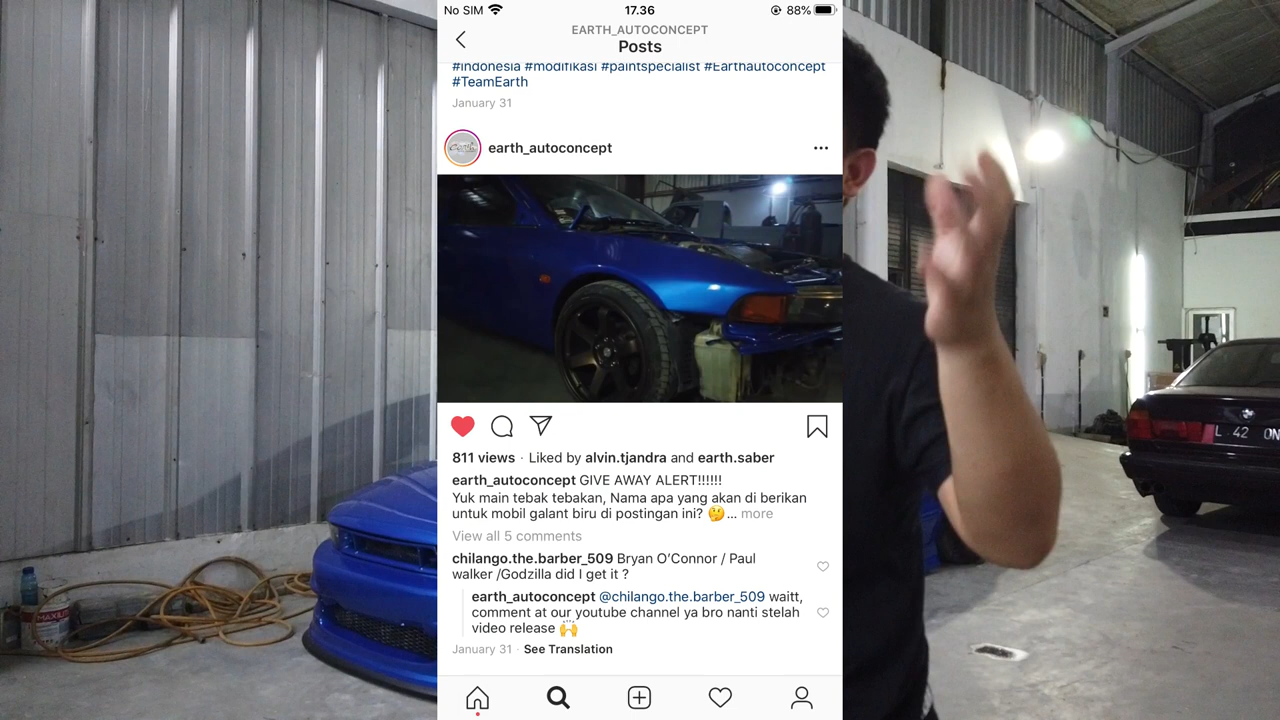 No SIM
17.36
88%
EARTH_AUTOCONCEPT
Posts
#indonesia #modifikasi #paintspecialist #Earthautoconcept
#TeamEarth
January 31
earth_autoconcept
811 views · Liked by alvin.tjandra and earth.saber
earth_autoconcept GIVE AWAY ALERT!!!!!!
Yuk main tebak tebakan, Nama apa yang akan di berikan
untuk mobil galant biru di postingan ini? 🤔... more
View all 5 comments
chilango.the.barber_509 Bryan O’Connor / Paul
walker /Godzilla did I get it ?
earth_autoconcept @chilango.the.barber_509 waitt,
comment at our youtube channel ya bro nanti stelah
video release 🙌
January 31 · See Translation
L 42 ON